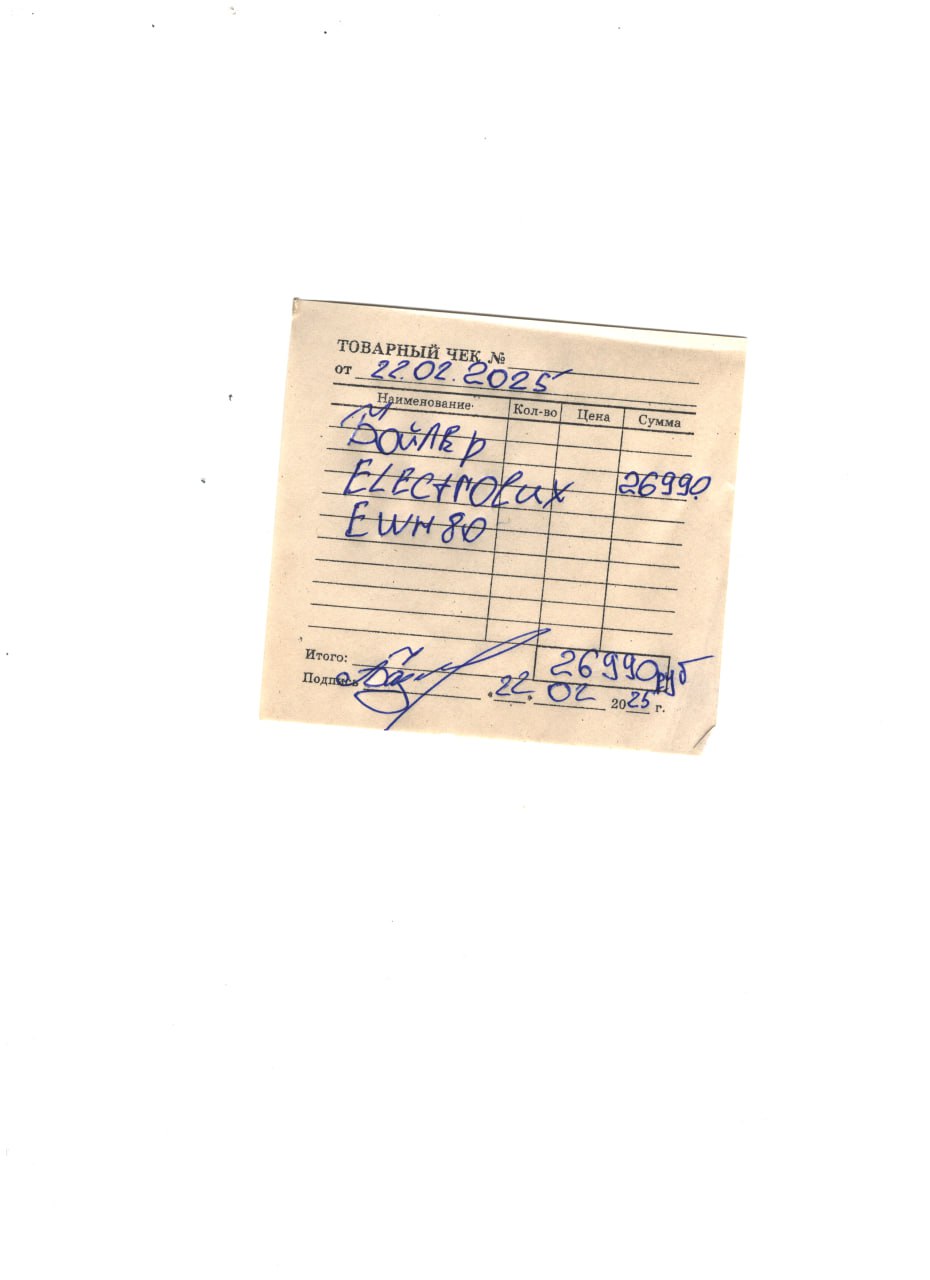 ТОВАРНЫЙ ЧЕК №
от 22.02.2025
Наименование Кол-во Цена Сумма
Бойлер
ELECTROLUX 26990
EWH 80
Итого: 26990 руб
Подпись 22. 02 2025 г.